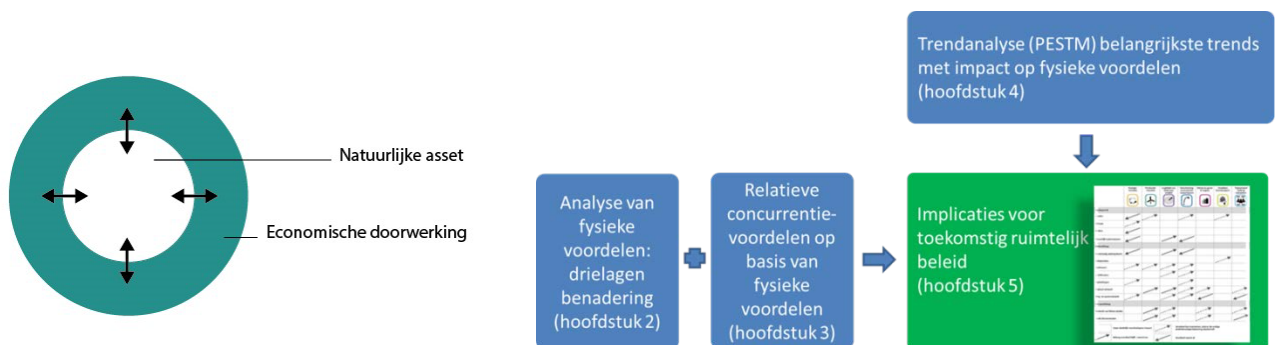 Natuurlijke asset
Economische doorwerking
Analyse van
fysieke
voordelen:
drielagen
benadering
(hoofdstuk 2)
Relatieve
concurrentie-
voordelen op
basis van
fysieke
voordelen
(hoofdstuk 3)
Trendanalyse (PESTM) belangrijkste trends
met impact op fysieke voordelen
(hoofdstuk 4)
Implicaties voor
toekomstig ruimtelijk
beleid
(hoofdstuk 5)